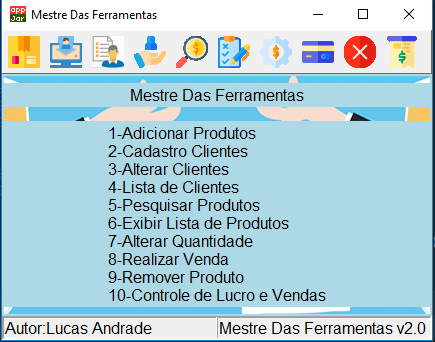 app
Jar
Mestre Das Ferramentas
Mestre Das Ferramentas
1-Adicionar Produtos
2-Cadastro Clientes
3-Alterar Clientes
4-Lista de Clientes
5-Pesquisar Produtos
6-Exibir Lista de Produtos
7-Alterar Quantidade
8-Realizar Venda
9-Remover Produto
10-Controle de Lucro e Vendas
Autor:Lucas Andrade
Mestre Das Ferramentas v2.0